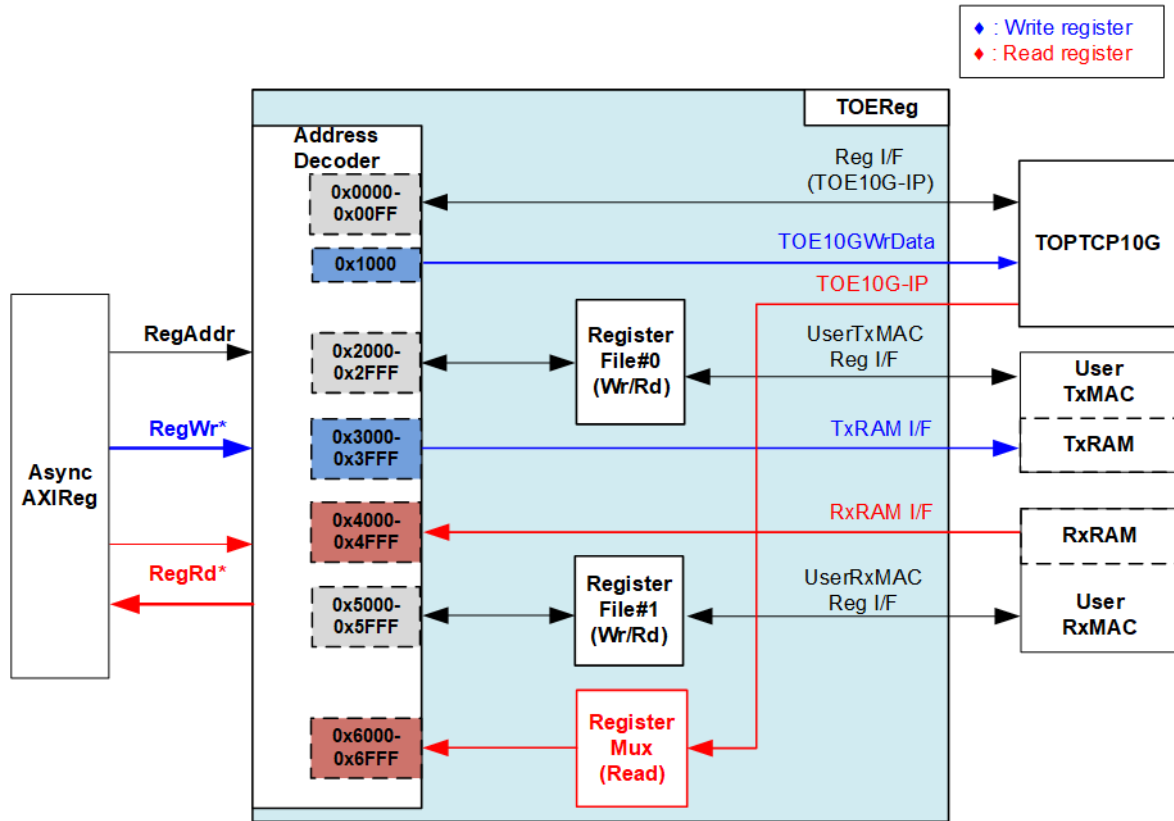 ♦ : Write register
♦ : Read register
TOEReg
Address
Decoder
0x0000-
0x00FF
0x1000
0x2000-
0x2FFF
0x3000-
0x3FFF
0x4000-
0x4FFF
0x5000-
0x5FFF
0x6000-
0x6FFF
Async
AXIReg
RegAddr
RegWr*
RegRd*
Reg I/F
(TOE10G-IP)
TOE10GWrData
TOE10G-IP
Register
File#0
(Wr/Rd)
UserTxMAC
Reg I/F
TxRAM I/F
RxRAM I/F
Register
File#1
(Wr/Rd)
UserRxMAC
Reg I/F
Register
Mux
(Read)
TOPTCP10G
User
TxMAC
TxRAM
RxRAM
User
RxMAC